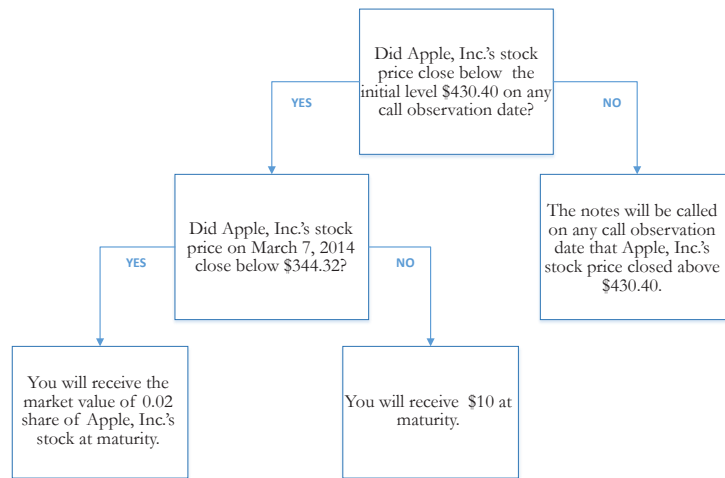 Did Apple, Inc.'s stock
price close below the
initial level $430.40 on any
call observation date?
YES
NO
Did Apple, Inc.'s stock
price on March 7, 2014
close below $344.32?
The notes will be called
on any call observation
date that Apple, Inc.'s
stock price closed above
$430.40.
YES
NO
You will receive the
market value of 0.02
share of Apple, Inc.'s
stock at maturity.
You will receive $10 at
maturity.